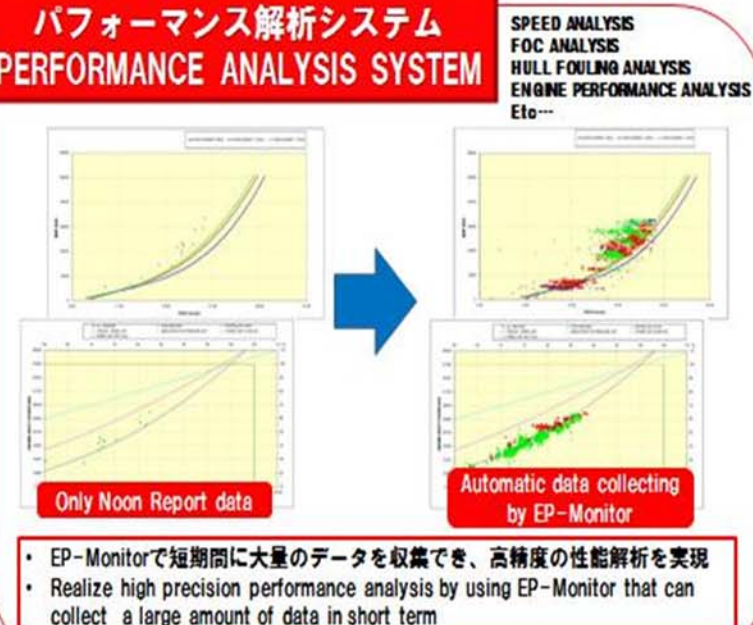 パフォーマンス解析システム
PERFORMANCE ANALYSIS SYSTEM
SPEED ANALYSIS
FOC ANALYSIS
HULL FOULING ANALYSIS
ENGINE PERFORMANCE ANALYSIS
Etc…
Only Noon Report data
Automatic data collecting
by EP-Monitor
• EP-Monitorで短期間に大量のデータを収集でき、高精度の性能解析を実現
• Realize high precision performance analysis by using EP-Monitor that can
collect a large amount of data in short term